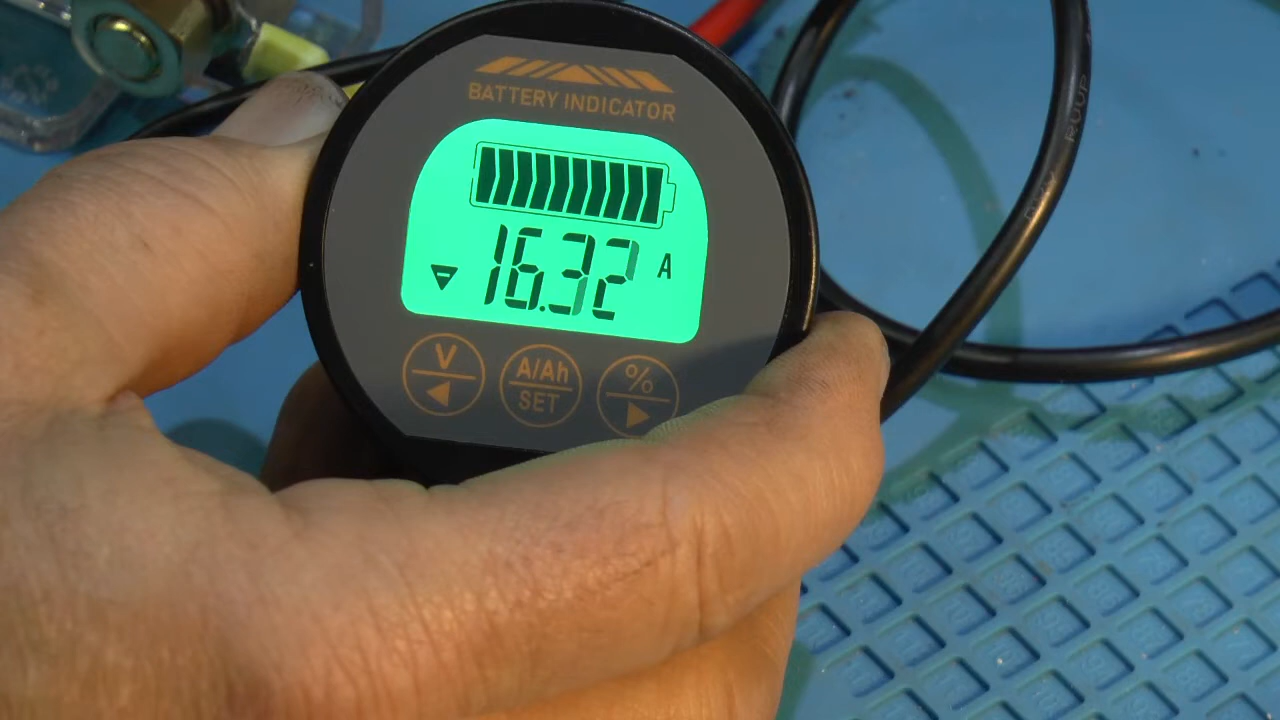 BATTERY INDICATOR
16.32 A
V
A/Ah
SET
%